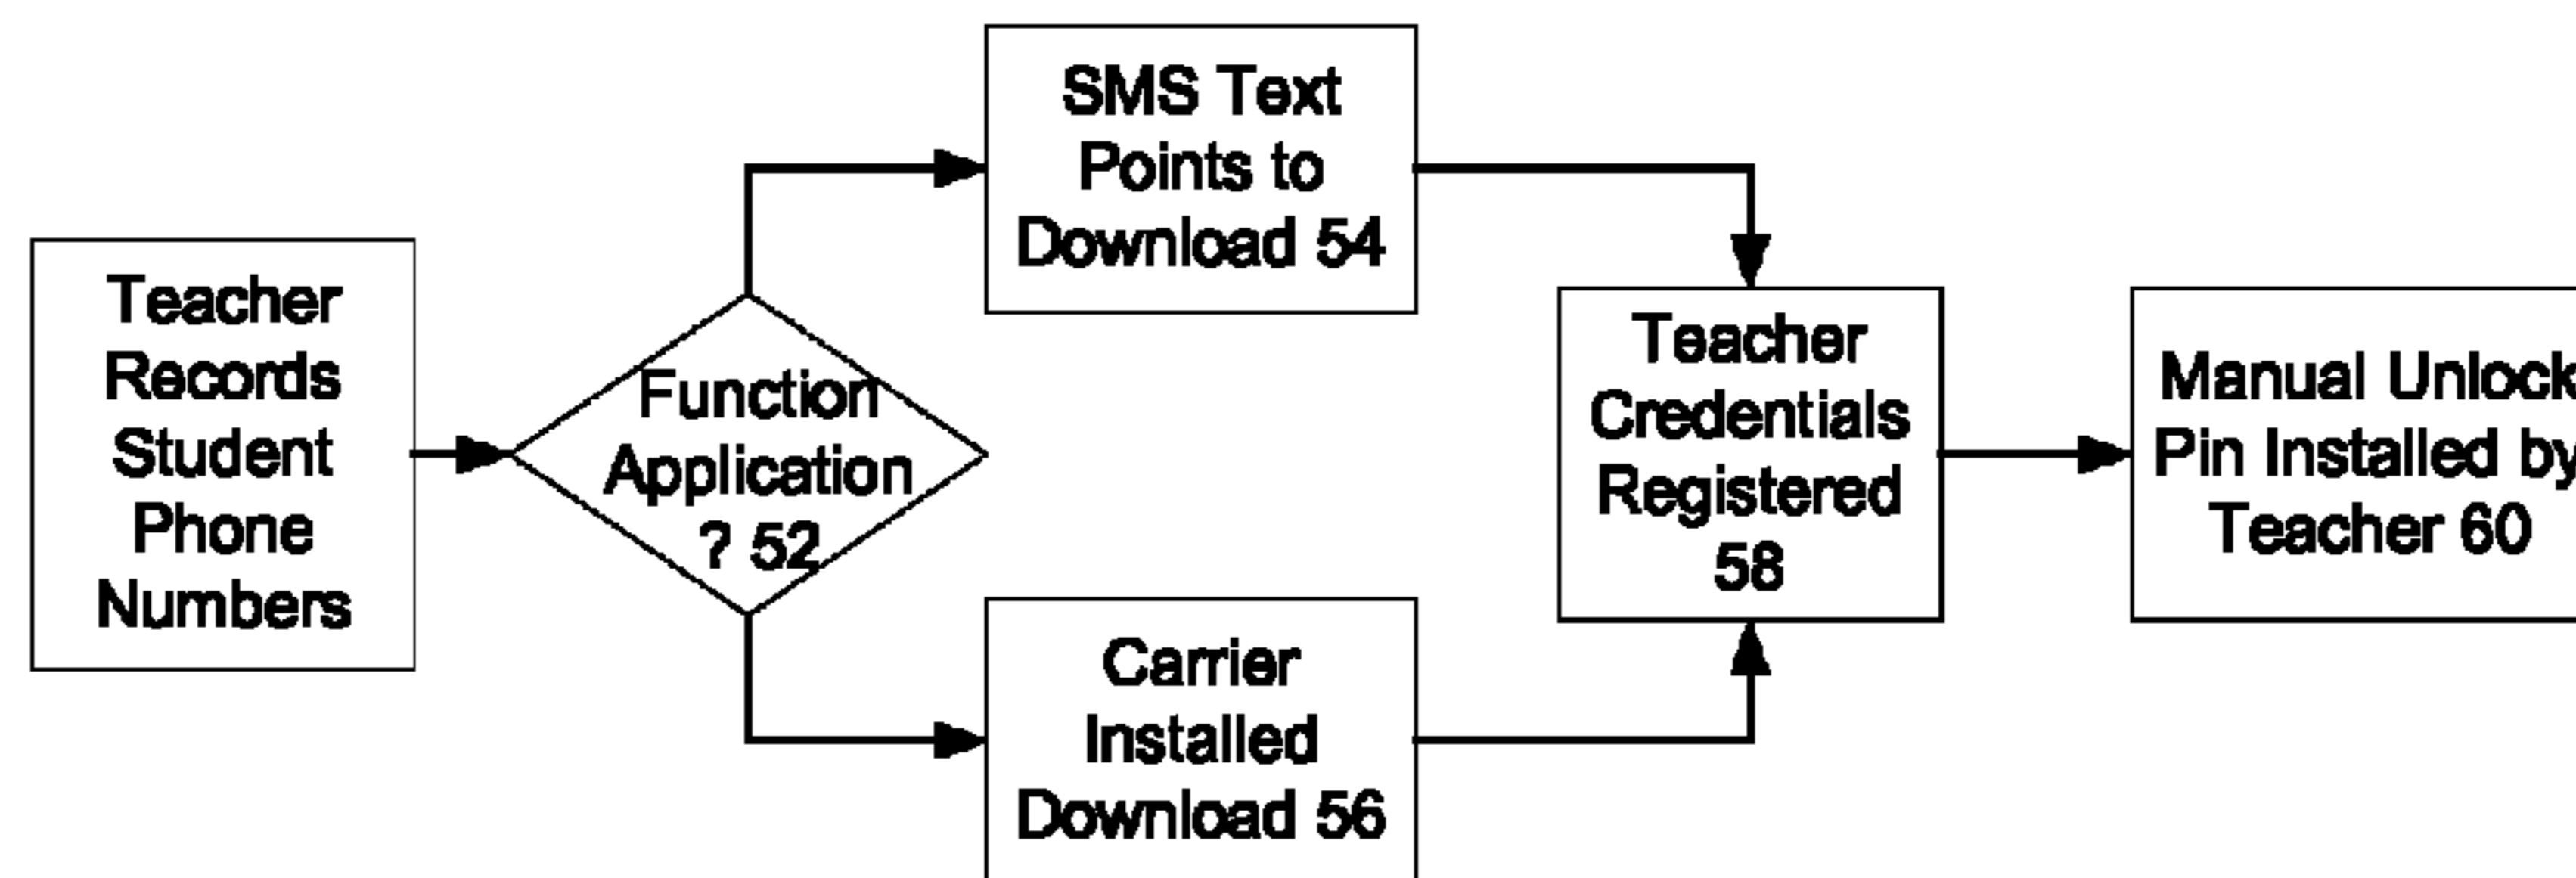 Teacher
Records
Student
Phone
Numbers
Function
Application
? 52
SMS Text
Points to
Download 54
Carrier
Installed
Download 56
Teacher
Credentials
Registered
58
Manual Unlock
Pin Installed by
Teacher 60